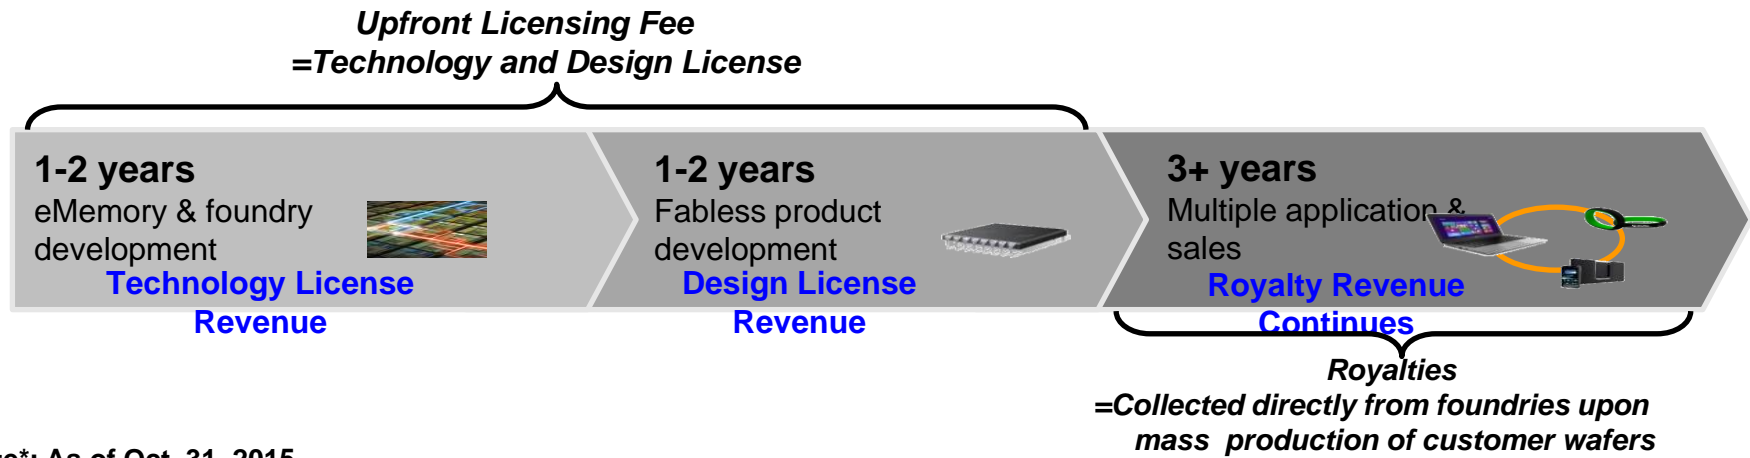 Upfront Licensing Fee
=Technology and Design License
1-2 years
eMemory & foundry
development
Technology License
Revenue
1-2 years
Fabless product
development
Design License
Revenue
3+ years
Multiple application &
sales
Royalty Revenue
Continues
Royalties
=Collected directly from foundries upon
mass production of customer wafers
: As of Oct. 31, 2015